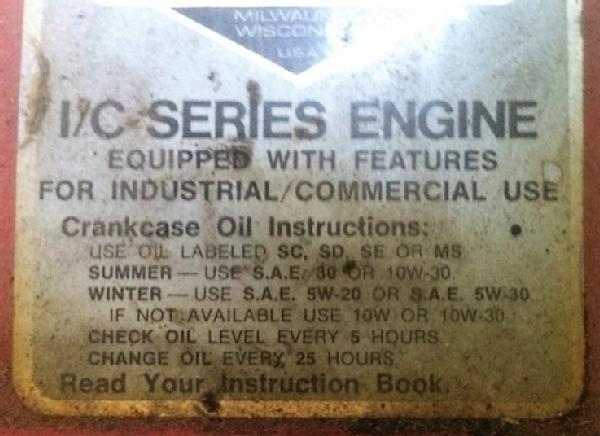 U.S.A.
I/C SERIES ENGINE
EQUIPPED WITH FEATURES
FOR INDUSTRIAL/COMMERCIAL USE
Crankcase Oil Instructions:
USE OIL LABELED SC, SD, SE OR MS
SUMMER — USE S.A.E. 30 OR 10W-30
WINTER — USE S.A.E. 5W-20 OR S.A.E. 5W-30
IF NOT AVAILABLE USE 10W OR 10W-30
CHECK OIL LEVEL EVERY 5 HOURS
CHANGE OIL EVERY 25 HOURS
Read Your Instruction Book